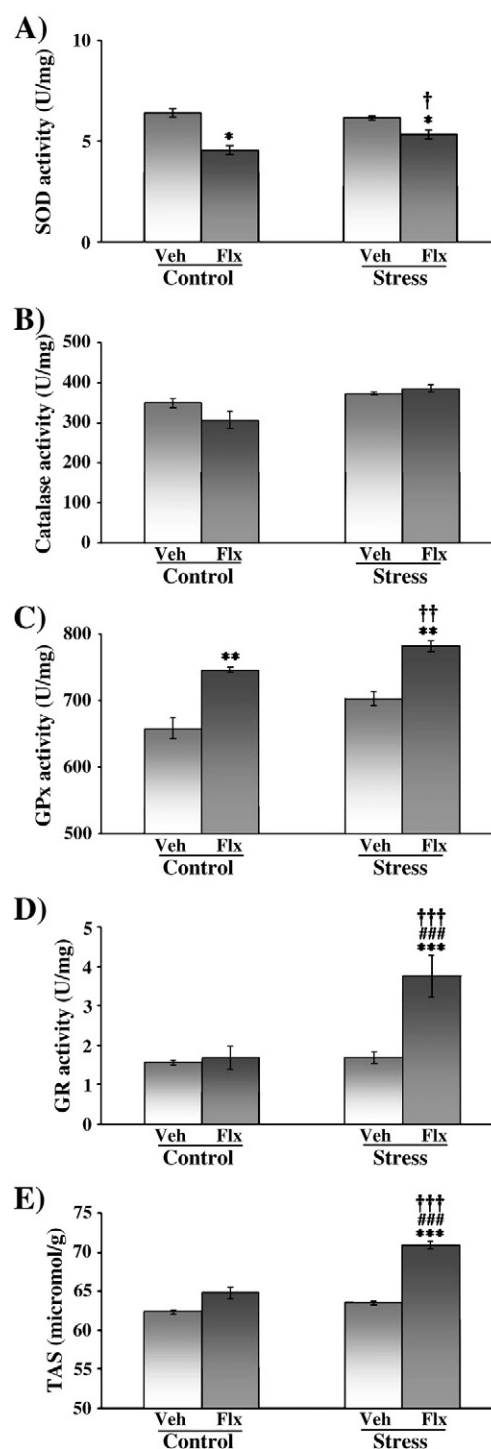 A)
SOD activity (U/mg)
10
5
0
†
*
*
Veh Flx Veh Flx
Control Stress
B)
Catalase activity (U/mg)
500
400
300
200
100
0
Veh Flx Veh Flx
Control Stress
C)
GPx activity (U/mg)
800
700
600
500
**
††
**
Veh Flx Veh Flx
Control Stress
D)
GR activity (U/mg)
5
4
3
2
1
0
†††
###
***
Veh Flx Veh Flx
Control Stress
E)
TAS (micromol/g)
75
70
65
60
55
50
†††
###
***
Veh Flx Veh Flx
Control Stress